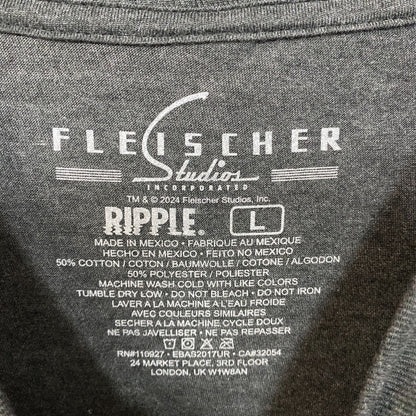 FLEISCHER
Studios
INCORPORATED
TM & © 2024 Fleischer Studios, Inc.
RIPPLE® L
MADE IN MEXICO • FABRIQUE AU MEXIQUE
HECHO EN MEXICO • FEITO NO MEXICO
50% COTTON / COTON / BAUMWOLLE / COTONE / ALGODON
50% POLYESTER / POLIESTER
MACHINE WASH COLD WITH LIKE COLORS
TUMBLE DRY LOW • DO NOT BLEACH • DO NOT IRON
LAVER A LA MACHINE A L'EAU FROIDE
AVEC COULEURS SIMILAIRES
SECHER A LA MACHINE CYCLE DOUX
NE PAS JAVELLISER • NE PAS REPASSER
RN#110927 • EBAB2017UR • CA#32054
24 MARKET PLACE, 3RD FLOOR
LONDON, UK W1W8AN